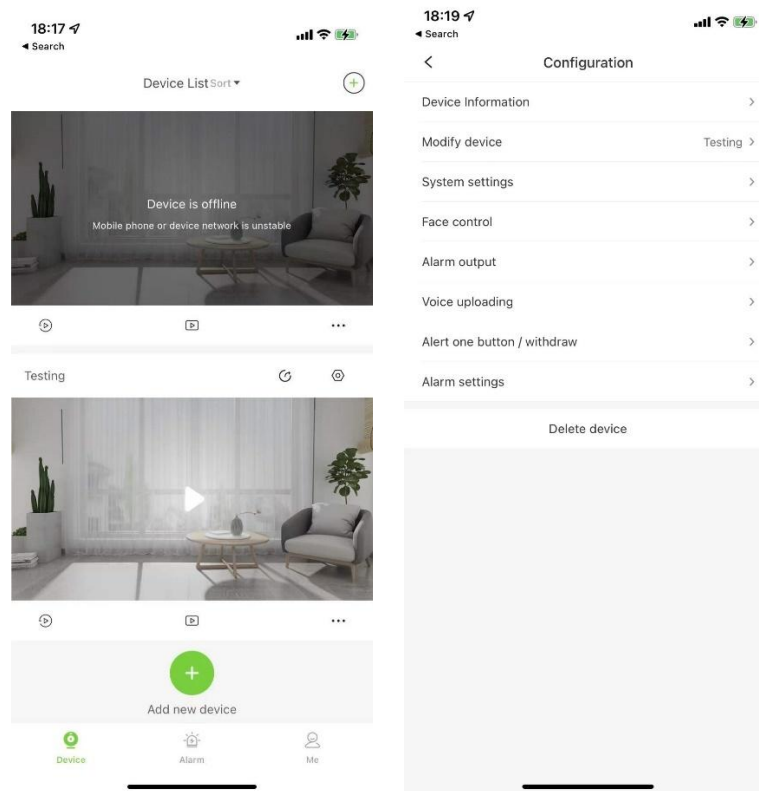 18:17
◀ Search
Device List Sort ▾
Device is offline
Mobile phone or device network is unstable
Testing
Add new device
Device Alarm Me
18:19
◀ Search
Configuration
Device Information
Modify device Testing
System settings
Face control
Alarm output
Voice uploading
Alert one button / withdraw
Alarm settings
Delete device